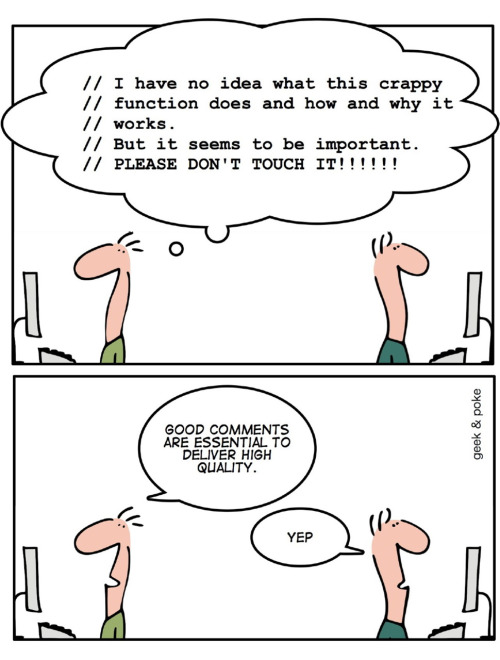 // I have no idea what this crappy
// function does and how and why it
// works.
// But it seems to be important.
// PLEASE DON'T TOUCH IT!!!!!!
GOOD COMMENTS
ARE ESSENTIAL TO
DELIVER HIGH
QUALITY.
YEP
geek & poke